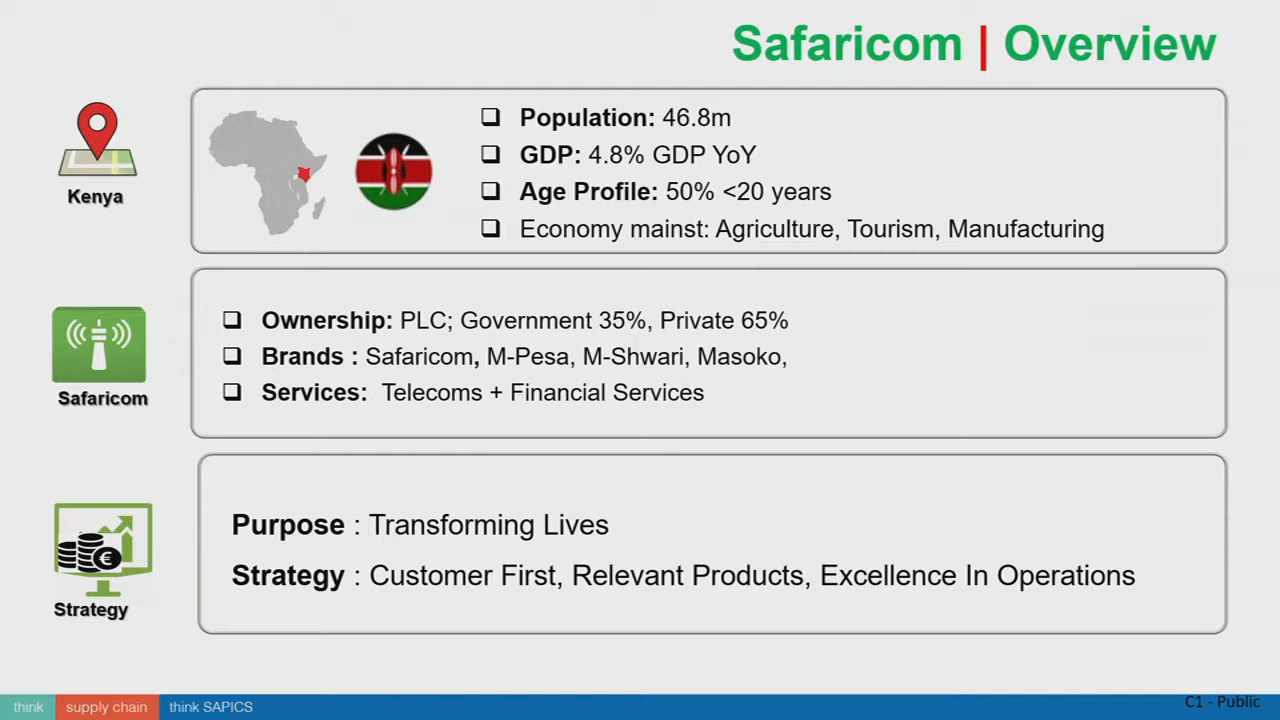 Safaricom | Overview
Kenya
❑ Population: 46.8m
❑ GDP: 4.8% GDP YoY
❑ Age Profile: 50% <20 years
❑ Economy mainst: Agriculture, Tourism, Manufacturing
Safaricom
❑ Ownership: PLC; Government 35%, Private 65%
❑ Brands : Safaricom, M-Pesa, M-Shwari, Masoko,
❑ Services: Telecoms + Financial Services
€
Strategy
Purpose : Transforming Lives
Strategy : Customer First, Relevant Products, Excellence In Operations
think supply chain think SAPICS
C1 - Public